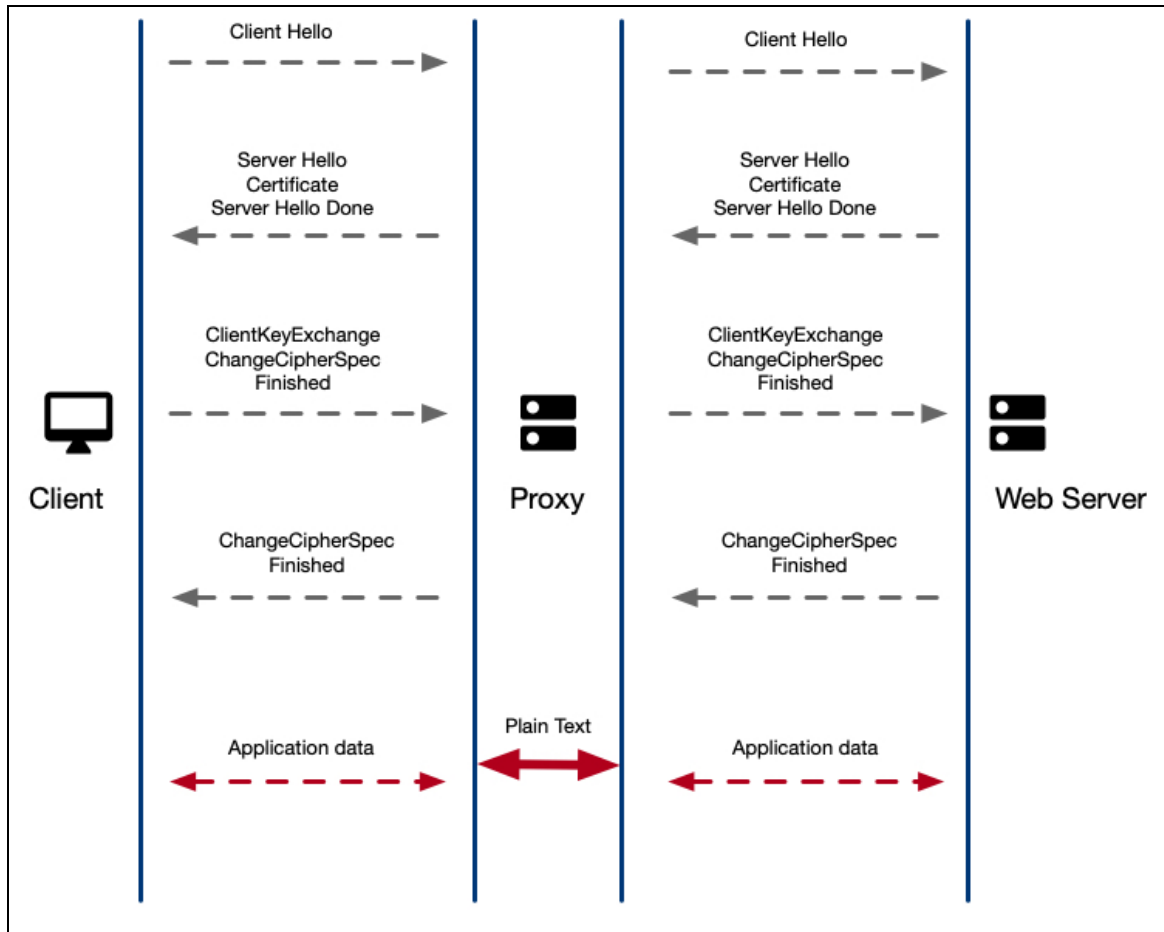 Client Hello
Client Hello
Server Hello
Certificate
Server Hello Done
Server Hello
Certificate
Server Hello Done
ClientKeyExchange
ChangeCipherSpec
Finished
ClientKeyExchange
ChangeCipherSpec
Finished
Client
Proxy
Web Server
ChangeCipherSpec
Finished
ChangeCipherSpec
Finished
Application data
Plain Text
Application data